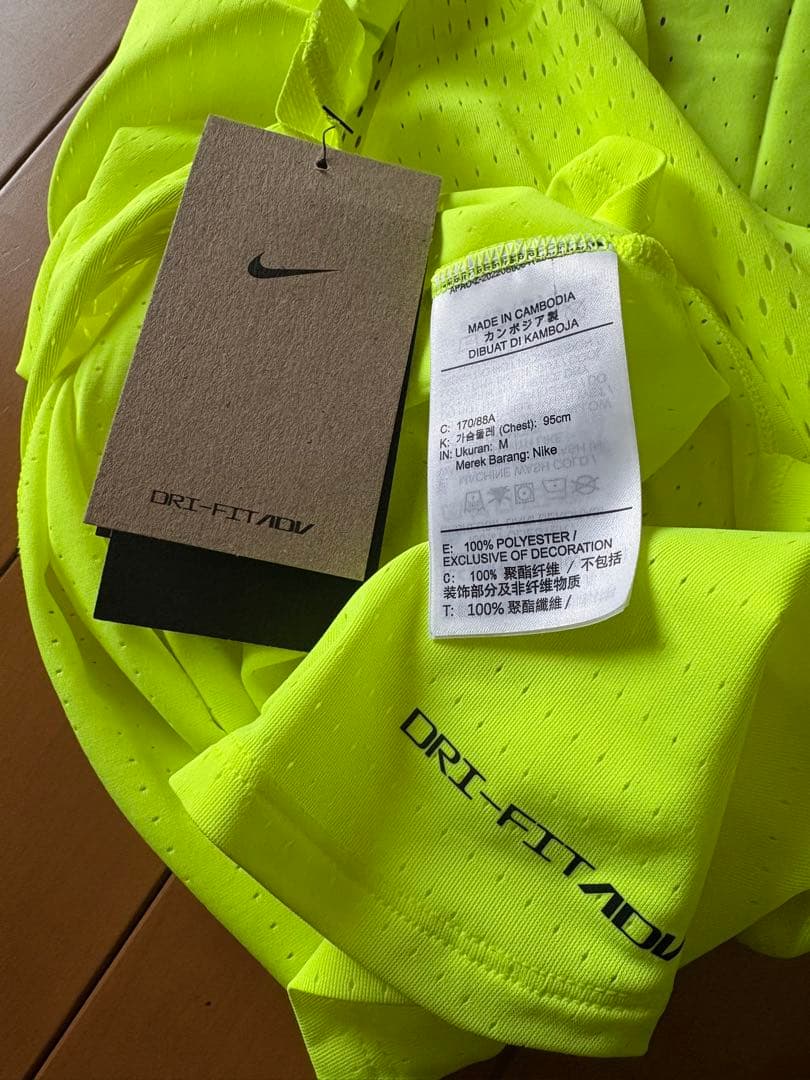 DRI-FIT ADV
MADE IN CAMBODIA
カンボジア製
DIBUAT DI KAMBOJA
C: 170/88A
K: 가슴둘레 (Chest): 95cm
IN: Ukuran: M
Merek Barang: Nike
MACHINE WASH COLD /
E: 100% POLYESTER /
EXCLUSIVE OF DECORATION
C: 100% 聚酯纤维 / 不包括
装饰部分及非纤维物质
T: 100% 聚酯纖維 /
DRI-FIT ADV